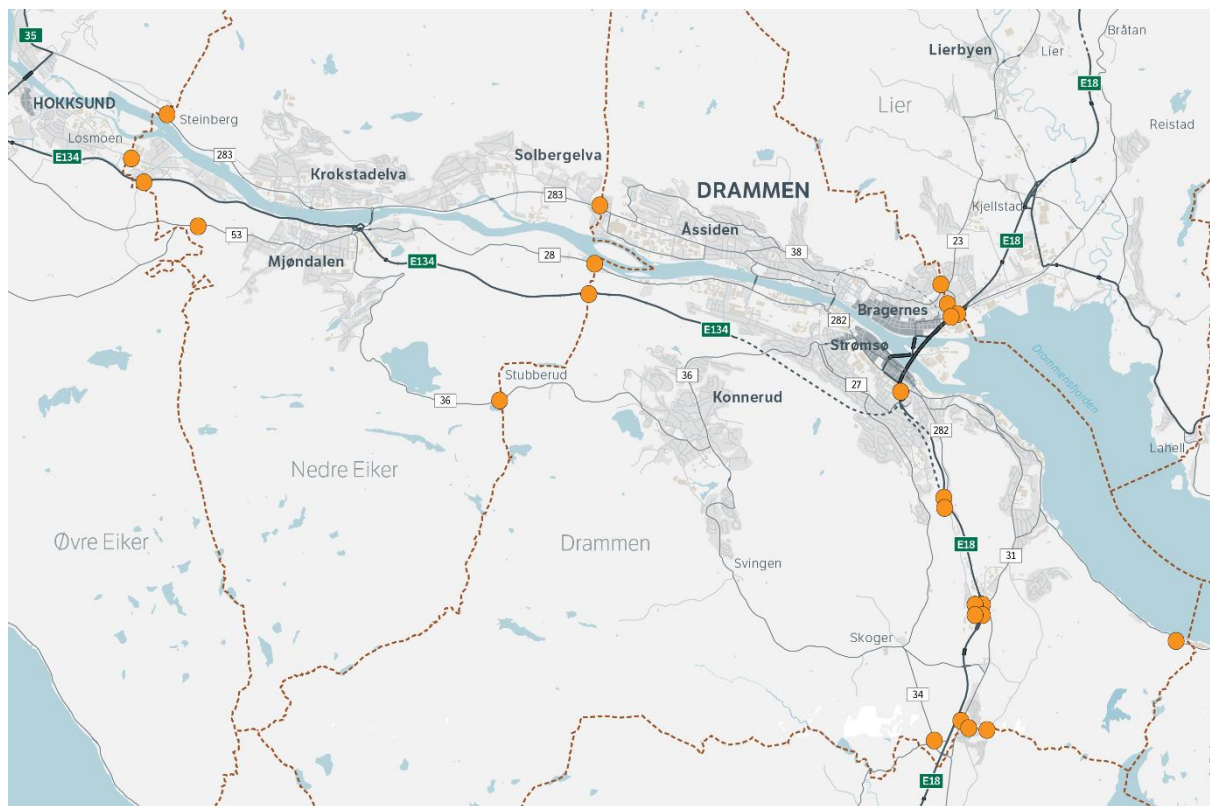 35
Bråtan
Lierbyen
Lier
E18
HOKKSUND
Steinberg
Lier
Reistad
Losmoen
E134
283
Solbergelva
Krokstadelva
DRAMMEN
283
Kjellstad
Åssiden
23
E18
53
Mjøndalen
28
38
E134
Bragernes
282
E134
Strømsø
Drammensfjorden
Stubberud
36
27
Konnerud
36
282
Lahell
Nedre Eiker
Øvre Eiker
Drammen
E18
31
Svingen
Skoger
34
E18